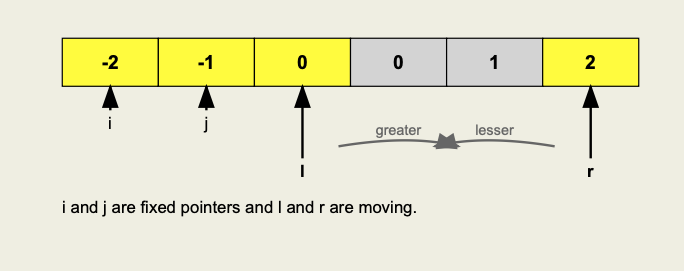 -2 -1 0 0 1 2
i j
greater lesser
l r
i and j are fixed pointers and l and r are moving.